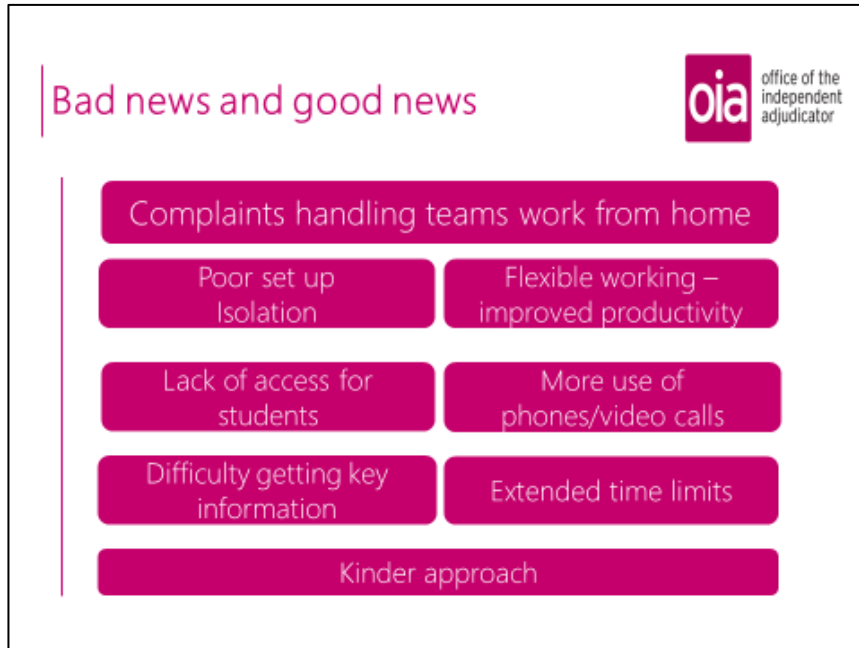 Bad news and good news
oia
office of the
independent
adjudicator
Complaints handling teams work from home
Poor set up
Isolation
Flexible working –
improved productivity
Lack of access for
students
More use of
phones/video calls
Difficulty getting key
information
Extended time limits
Kinder approach